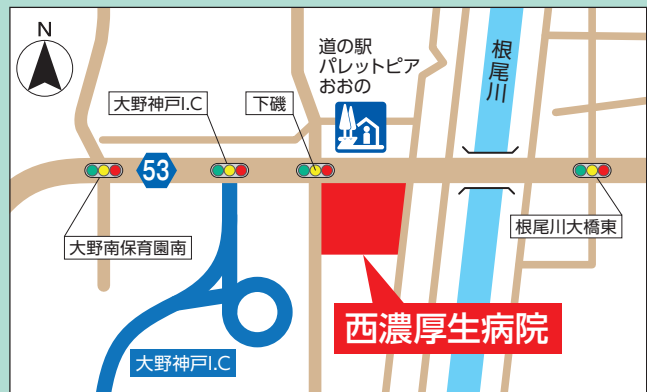 N
道の駅
パレットピア
おおの
根尾川
大野神戸I.C
下磯
53
大野南保育園南
根尾川大橋東
西濃厚生病院
大野神戸I.C